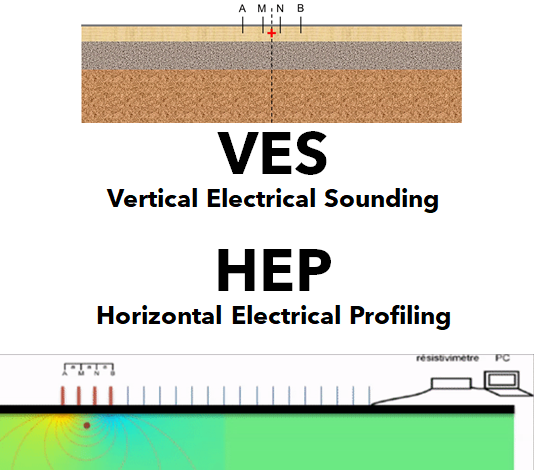 A M N B
VES
Vertical Electrical Sounding
HEP
Horizontal Electrical Profiling
résistivimètre PC
a a a
A M N B